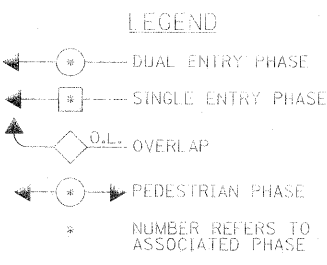 LEGEND
* DUAL ENTRY PHASE
* SINGLE ENTRY PHASE
O.L. OVERLAP
* PEDESTRIAN PHASE
* NUMBER REFERS TO
ASSOCIATED PHASE